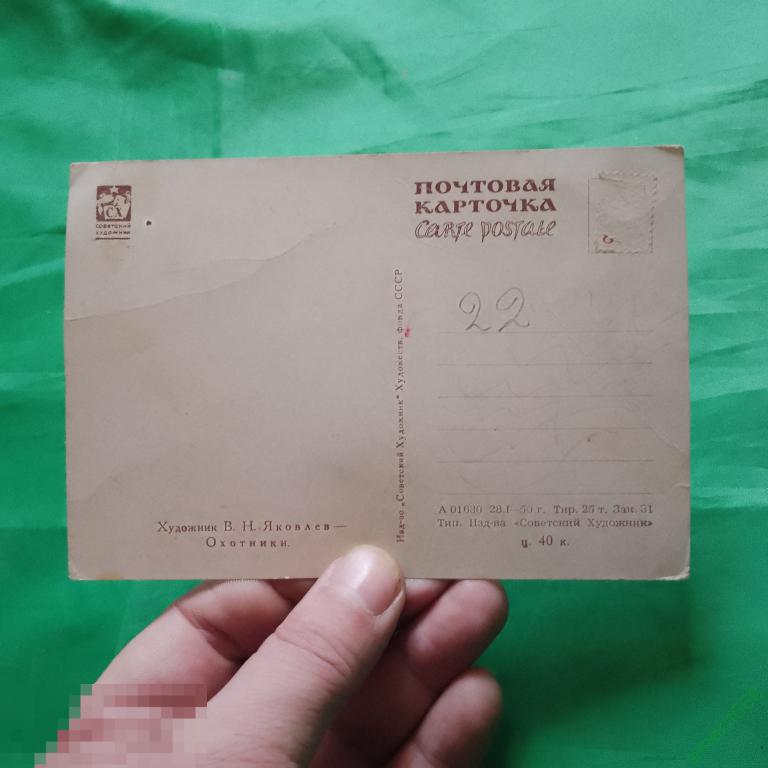 СХ
СОВЕТСКИЙ
ХУДОЖНИК
ПОЧТОВАЯ
КАРТОЧКА
CARTE POSTALE
22
Изд-во „Советский Художник" Художеств. фонда СССР
Художник В. Н. Яковлев —
Охотники.
А 01630 28.I—50 г. Тир. 25 т. Зак. 31
Тип. Изд-ва «Советский Художник»
ц. 40 к.